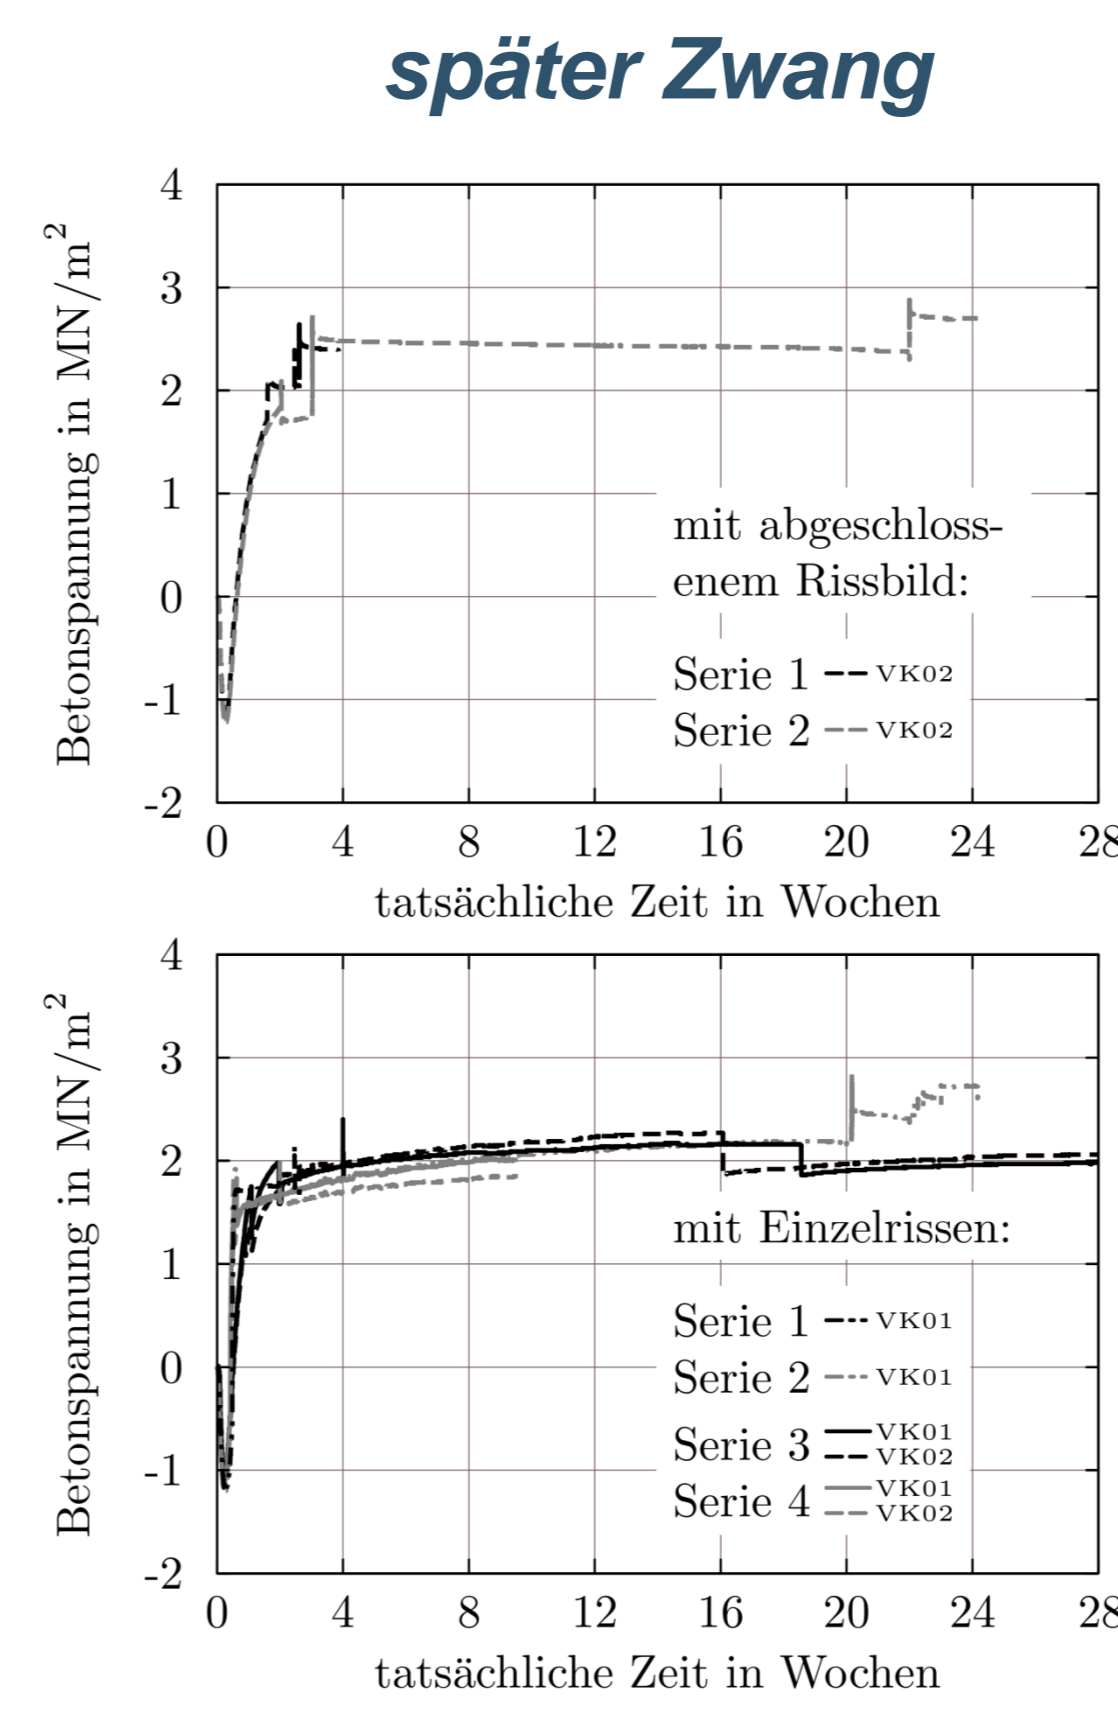 später Zwang
Betonspannung in MN/m²
4
3
2
1
0
-1
-2
mit abgeschloss-
enem Rissbild:
Serie 1 VK02
Serie 2 VK02
0 4 8 12 16 20 24 28
tatsächliche Zeit in Wochen
Betonspannung in MN/m²
4
3
2
1
0
-1
-2
mit Einzelrissen:
Serie 1 VK01
Serie 2 VK01
Serie 3 VK01
VK02
Serie 4 VK01
VK02
0 4 8 12 16 20 24 28
tatsächliche Zeit in Wochen